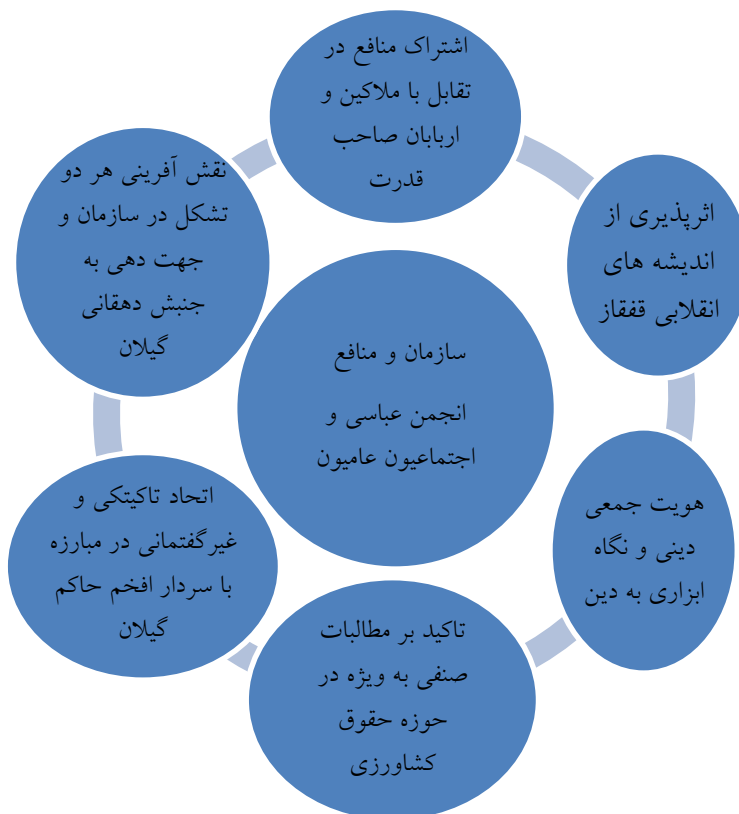 اشتراک منافع در
تقابل با ملاکین و
اربابان صاحب
قدرت
اثرپذیری از
اندیشه های
انقلابی قفقاز
هویت جمعی
دینی و نگاه
ابزاری به دین
تاکید بر مطالبات
صنفی به ویژه در
حوزه حقوق
کشاورزی
اتحاد تاکیتکی و
غیرگفتمانی در مبارزه
با سردار افخم حاکم
گیلان
نقش آفرینی هر دو
تشکل در سازمان و
جهت دهی به
جنبش دهقانی
گیلان
سازمان و منافع
انجمن عباسی و
اجتماعیون عامیون